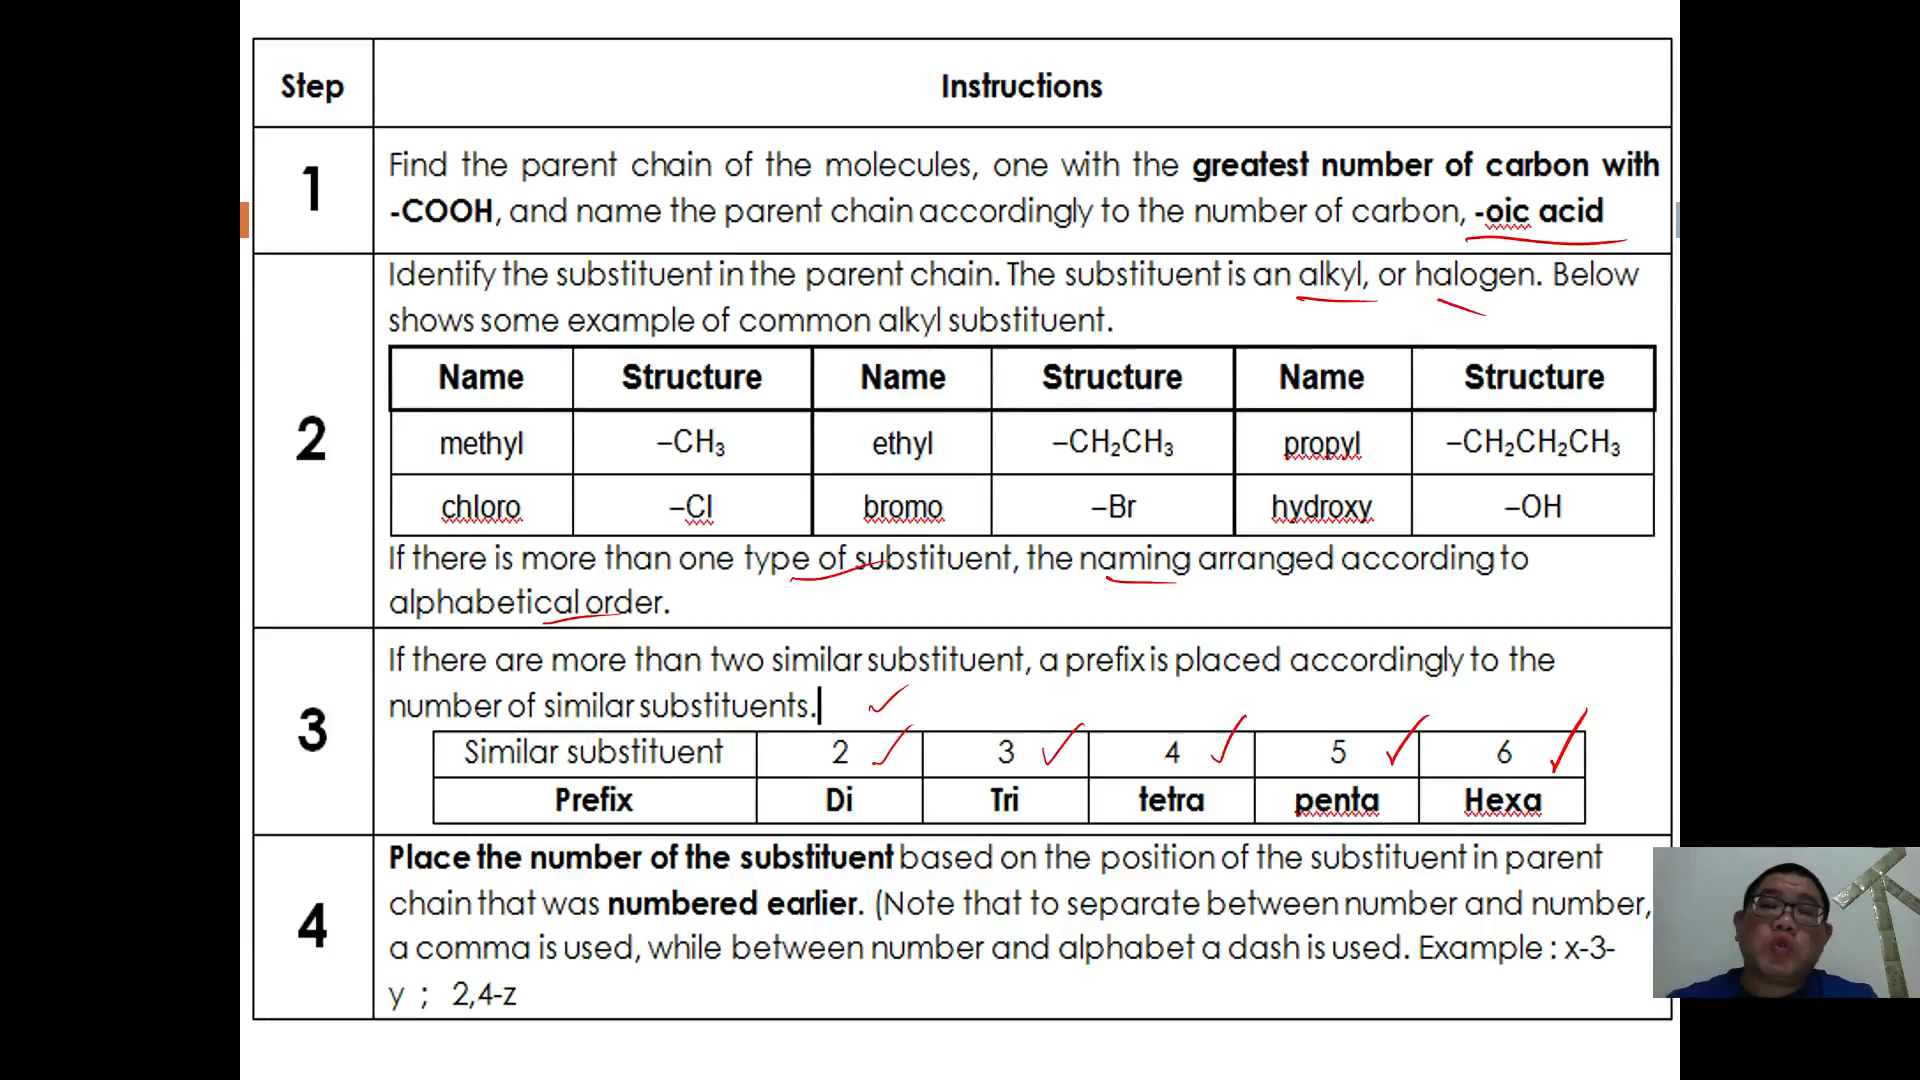 Step Instructions
1
Find the parent chain of the molecules, one with the greatest number of carbon with
-COOH, and name the parent chain accordingly to the number of carbon, -oic acid
2
Identify the substituent in the parent chain. The substituent is an alkyl, or halogen. Below
shows some example of common alkyl substituent.
Name Structure Name Structure Name Structure
methyl –CH₃ ethyl –CH₂CH₃ propyl –CH₂CH₂CH₃
chloro –Cl bromo –Br hydroxy –OH
If there is more than one type of substituent, the naming arranged according to
alphabetical order.
3
If there are more than two similar substituent, a prefix is placed accordingly to the
number of similar substituents.
Similar substituent 2 3 4 5 6
Prefix Di Tri tetra penta Hexa
4
Place the number of the substituent based on the position of the substituent in parent
chain that was numbered earlier. (Note that to separate between number and number,
a comma is used, while between number and alphabet a dash is used. Example : x-3-
y ; 2,4-z